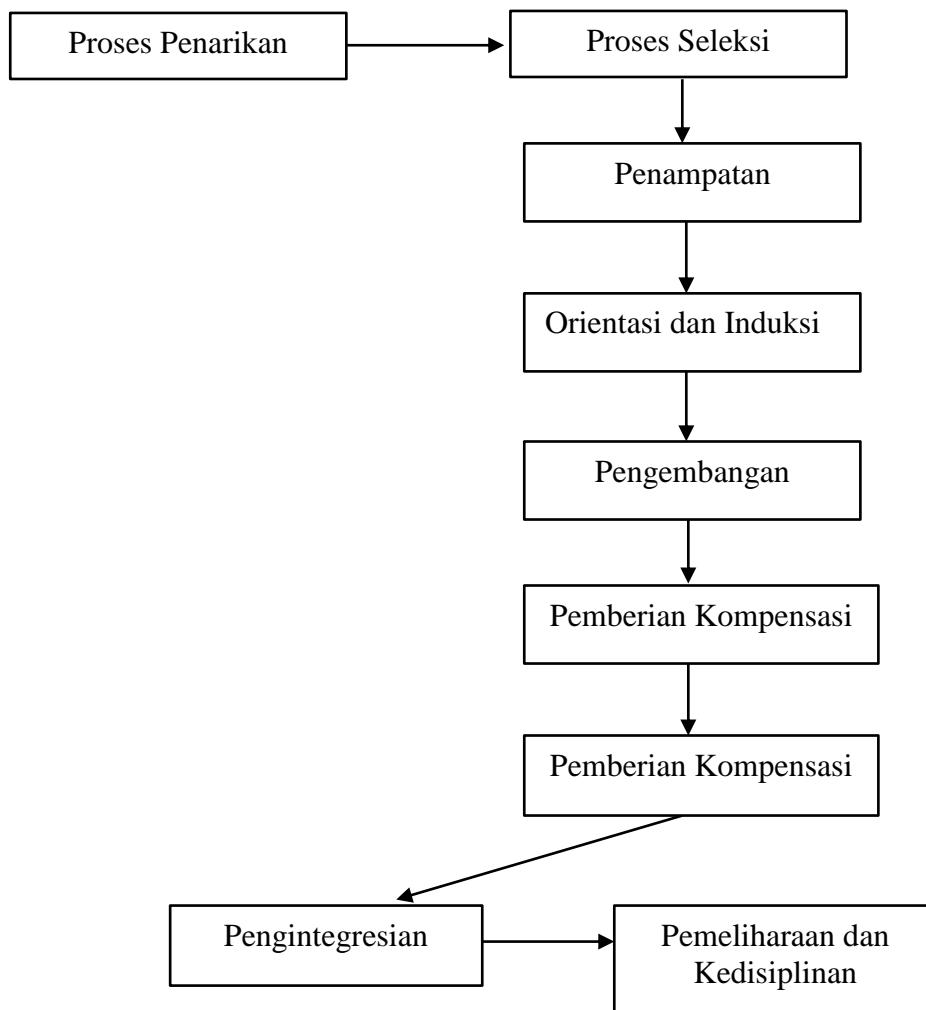 Proses Penarikan
Proses Seleksi
Penampatan
Orientasi dan Induksi
Pengembangan
Pemberian Kompensasi
Pemberian Kompensasi
Pengintegresian
Pemeliharaan dan
Kedisiplinan